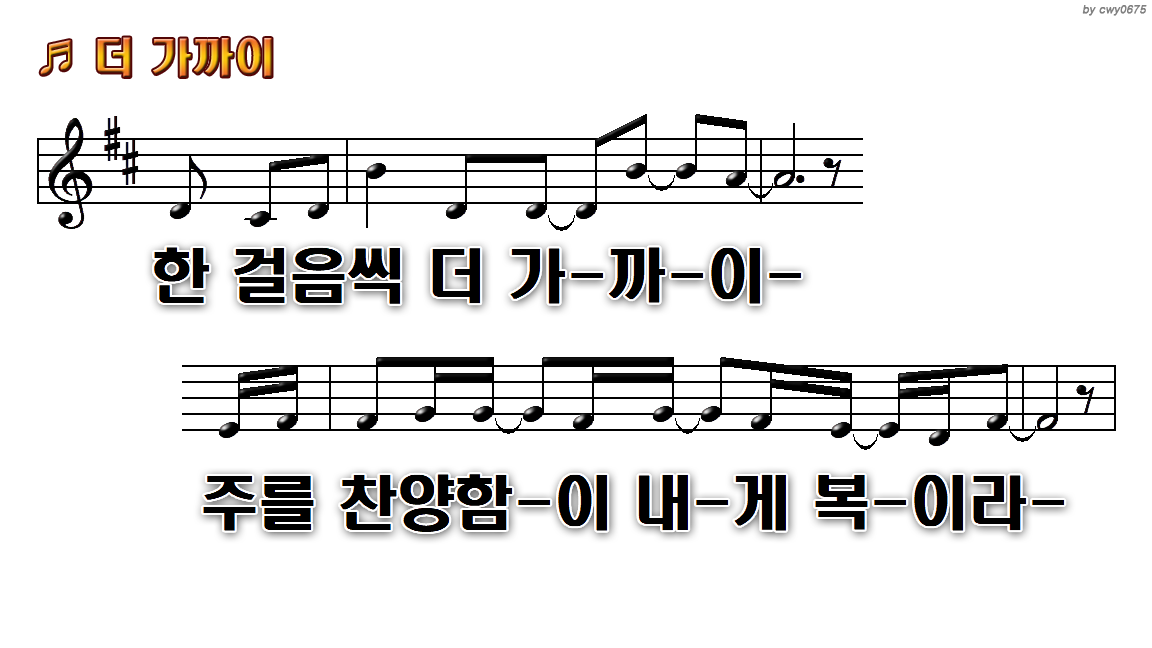 by cwy0675
♬ 더 가까이
한 걸음씩 더 가-까-이-
주를 찬양함-이 내-게 복-이라-